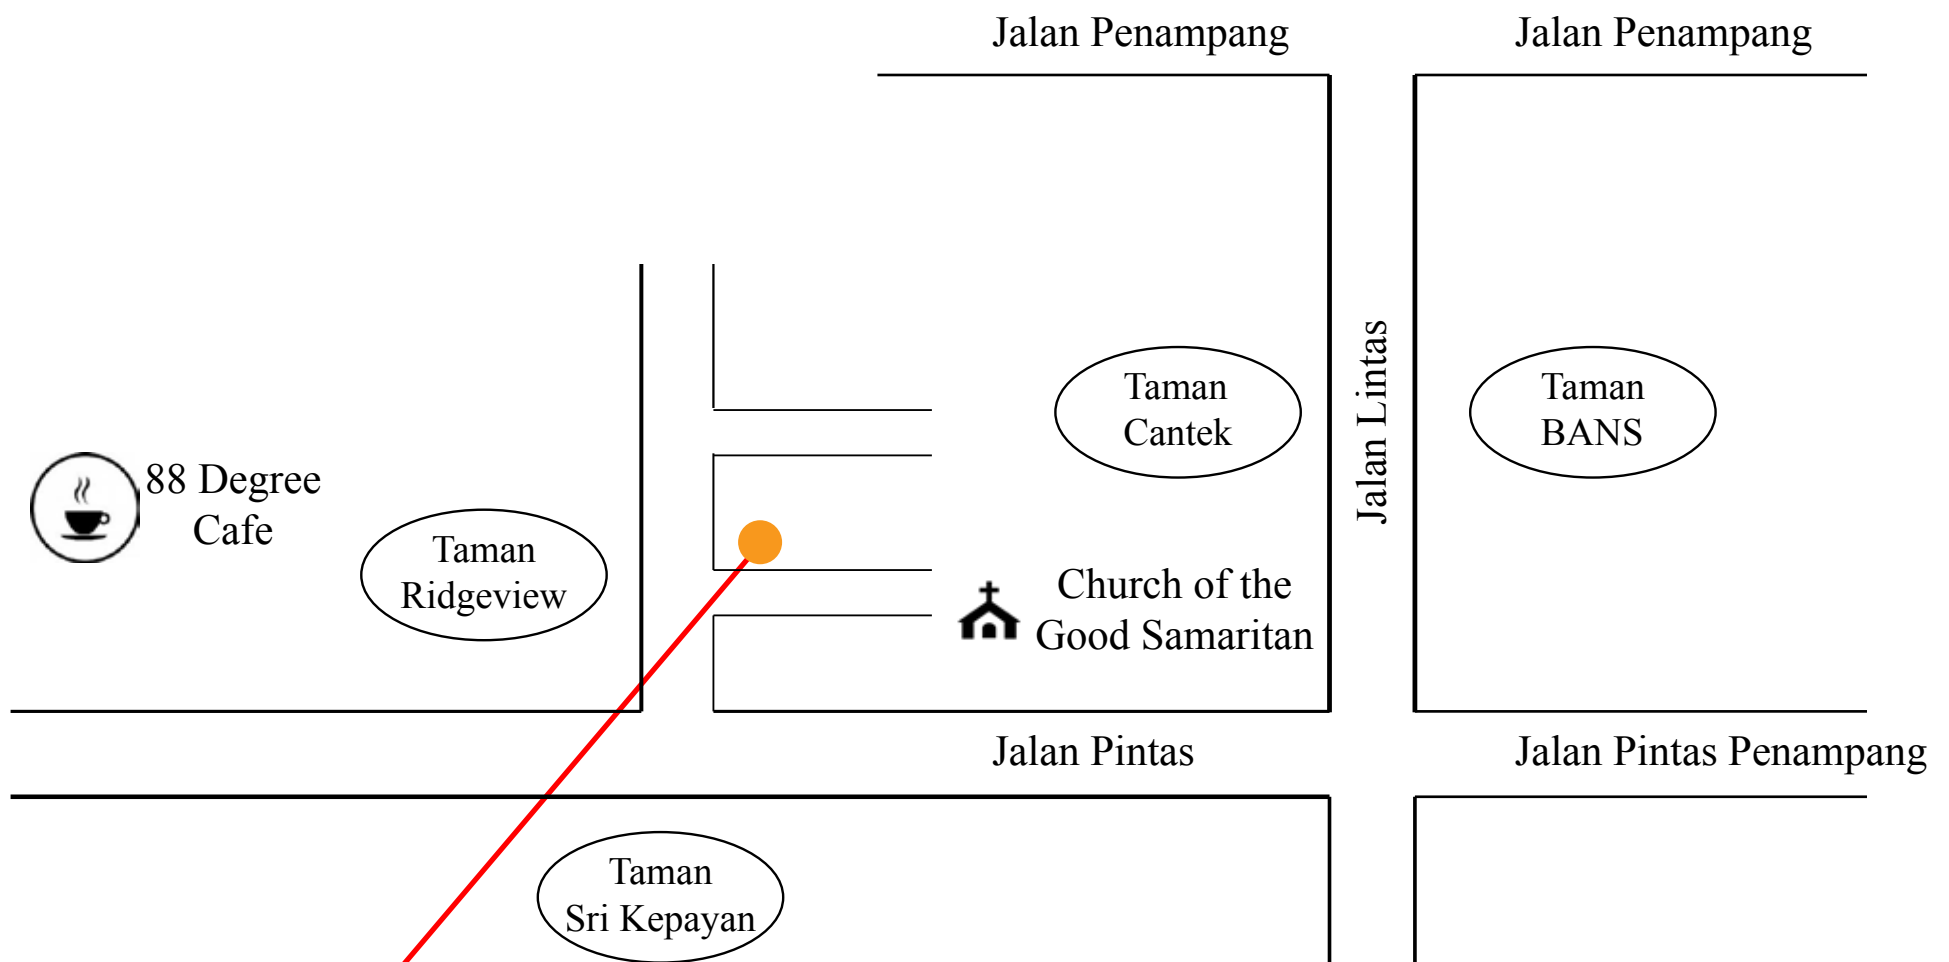 Jalan Penampang
Jalan Penampang
Jalan Lintas
Taman
Cantek
Taman
BANS
88 Degree
Cafe
Taman
Ridgeview
Church of the
Good Samaritan
Jalan Pintas
Jalan Pintas Penampang
Taman
Sri Kepayan